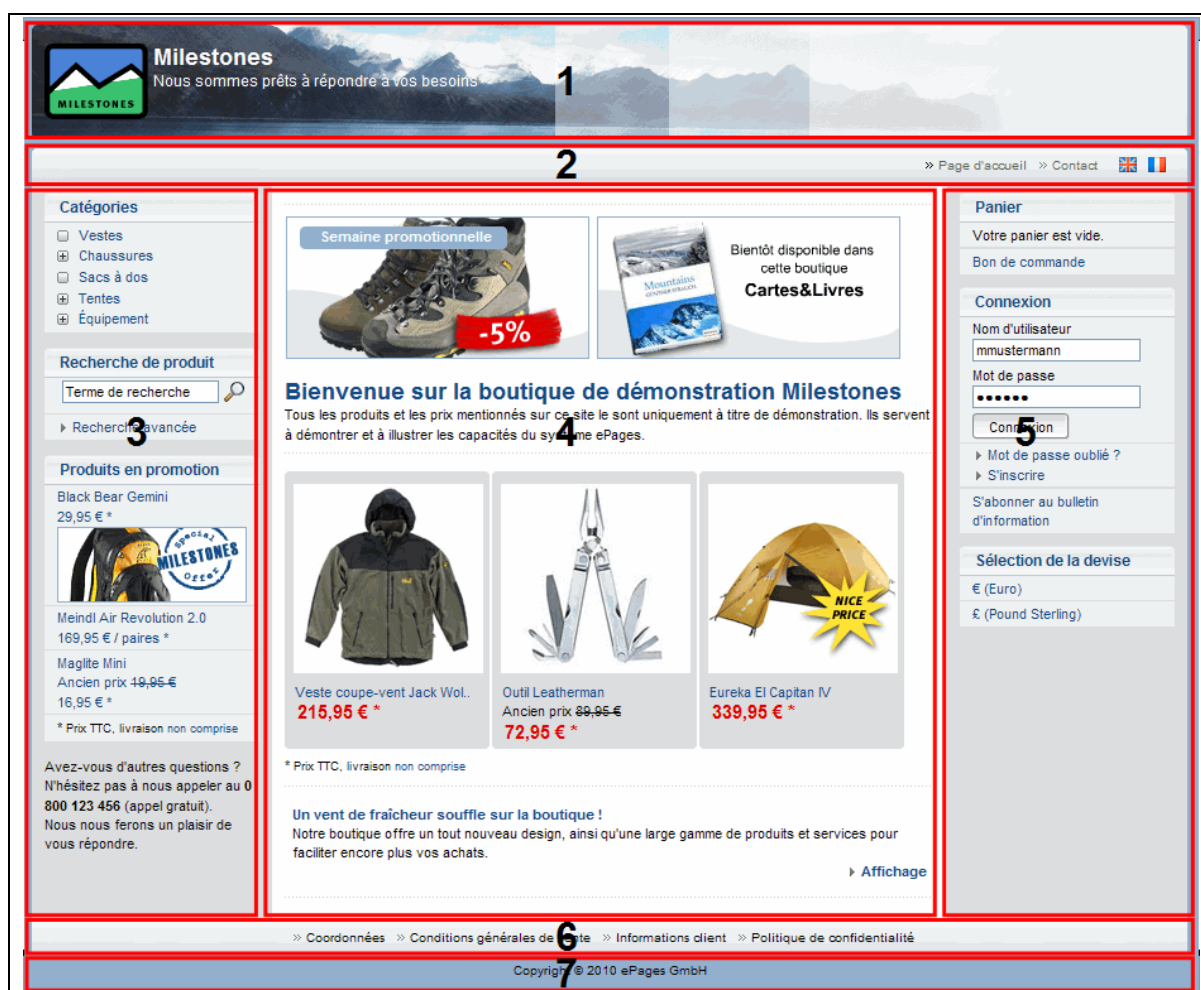 Milestones
Nous sommes prêts à répondre à vos besoins
MILESTONES
1
2
» Page d'accueil » Contact
Catégories
Vestes
Chaussures
Sacs à dos
Tentes
Équipement
Recherche de produit
Terme de recherche
Recherche avancée
3
Produits en promotion
Black Bear Gemini
29,95 € *
Special
MILESTONES
Offer
Meindl Air Revolution 2.0
169,95 € / paires *
Maglite Mini
Ancien prix 19,95 €
16,95 € *
* Prix TTC, livraison non comprise
Avez-vous d'autres questions ?
N'hésitez pas à nous appeler au 0
800 123 456 (appel gratuit).
Nous nous ferons un plaisir de
vous répondre.
Semaine promotionnelle
-5%
Mountains
Bientôt disponible dans
cette boutique
Cartes&Livres
Bienvenue sur la boutique de démonstration Milestones
Tous les produits et les prix mentionnés sur ce site le sont uniquement à titre de démonstration. Ils servent
à démontrer et à illustrer les capacités du système ePages.
4
NICE
PRICE
Veste coupe-vent Jack Wol..
215,95 € *
Outil Leatherman
Ancien prix 89,95 €
72,95 € *
Eureka El Capitan IV
339,95 € *
* Prix TTC, livraison non comprise
Un vent de fraîcheur souffle sur la boutique !
Notre boutique offre un tout nouveau design, ainsi qu'une large gamme de produits et services pour
faciliter encore plus vos achats.
Affichage
Panier
Votre panier est vide.
Bon de commande
Connexion
Nom d'utilisateur
mmustermann
Mot de passe
●●●●●●
Connexion
5
Mot de passe oublié ?
S'inscrire
S'abonner au bulletin
d'information
Sélection de la devise
€ (Euro)
£ (Pound Sterling)
» Coordonnées » Conditions générales de vente » Informations client » Politique de confidentialité
6
Copyright © 2010 ePages GmbH
7